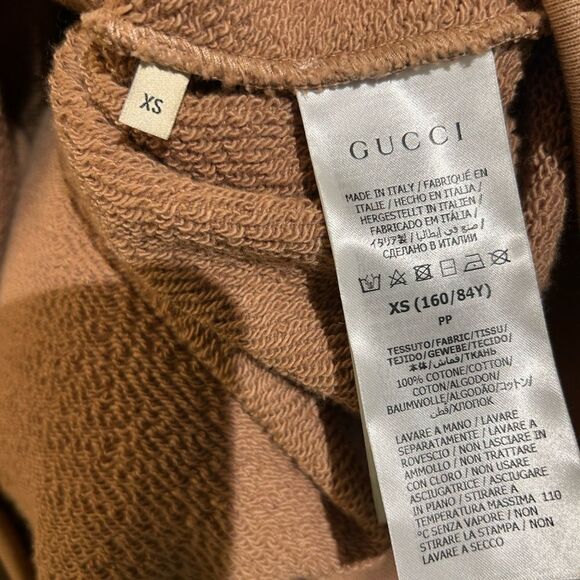 XS
GUCCI
MADE IN ITALY / FABRIQUÉ EN
ITALIE / HECHO EN ITALIA /
HERGESTELLT IN ITALIEN /
FABRICADO EM ITÁLIA /
イタリア製 / صنع في إيطاليا /
СДЕЛАНО В ИТАЛИИ
XS (160/84Y)
PP
TESSUTO/FABRIC/TISSU/
TEJIDO/GEWEBE/TECIDO/
本体/قماش/ТКАНЬ
100% COTONE/COTTON/
COTON/ALGODON/
BAUMWOLLE/ALGODÃO/コットン/
قطن/ХЛОПОК
LAVARE A MANO / LAVARE
SEPARATAMENTE / LAVARE A
ROVESCIO / NON LASCIARE IN
AMMOLLO / NON TRATTARE
CON CLORO / NON USARE
ASCIUGATRICE / ASCIUGARE
IN PIANO / STIRARE A
TEMPERATURA MASSIMA 110
°C SENZA VAPORE / NON
STIRARE LA STAMPA / NON
LAVARE A SECCO